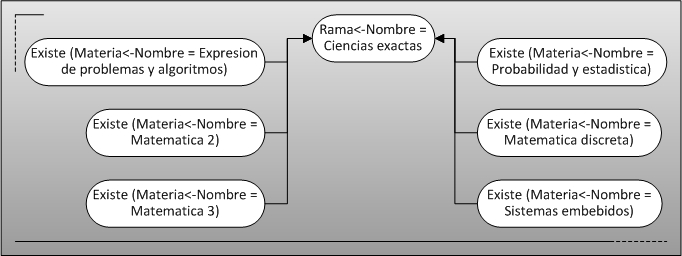 Rama<-Nombre =
Ciencias exactas
Existe (Materia<-Nombre = Expresion
de problemas y algoritmos)
Existe (Materia<-Nombre =
Probabilidad y estadistica)
Existe (Materia<-Nombre =
Matematica 2)
Existe (Materia<-Nombre =
Matematica discreta)
Existe (Materia<-Nombre =
Matematica 3)
Existe (Materia<-Nombre =
Sistemas embebidos)